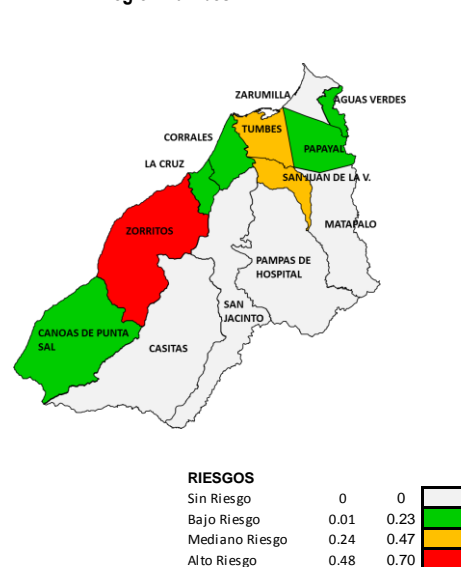 ZARUMILLA
AGUAS VERDES
TUMBES
CORRALES
PAPAYAL
LA CRUZ
SAN JUAN DE LA V.
MATAPALO
ZORRITOS
PAMPAS DE
HOSPITAL
SAN
JACINTO
CANOAS DE PUNTA
SAL
CASITAS
RIESGOS
Sin Riesgo 0 0
Bajo Riesgo 0.01 0.23
Mediano Riesgo 0.24 0.47
Alto Riesgo 0.48 0.70